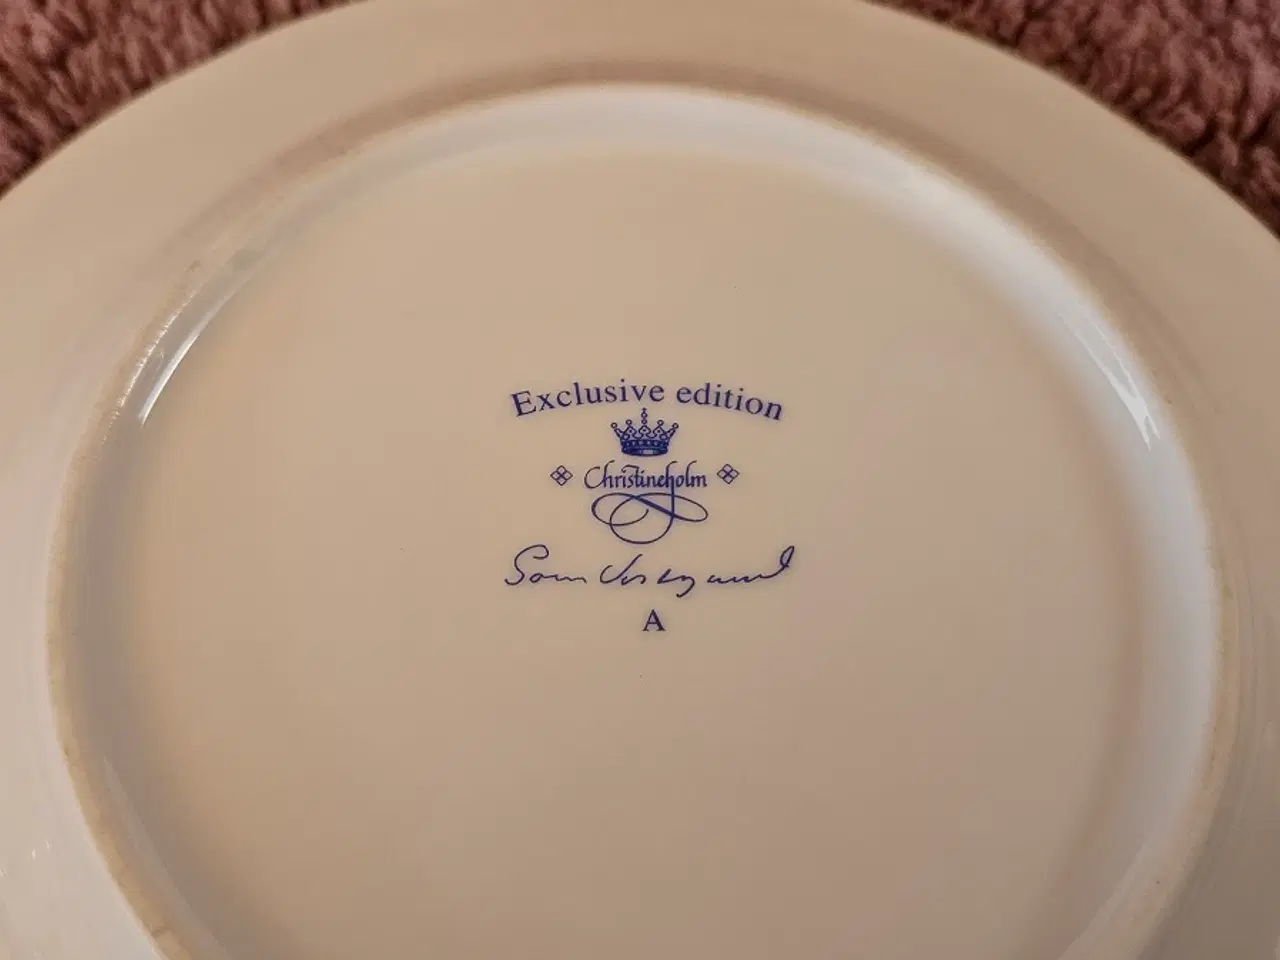 Exclusive edition
Christineholm
A